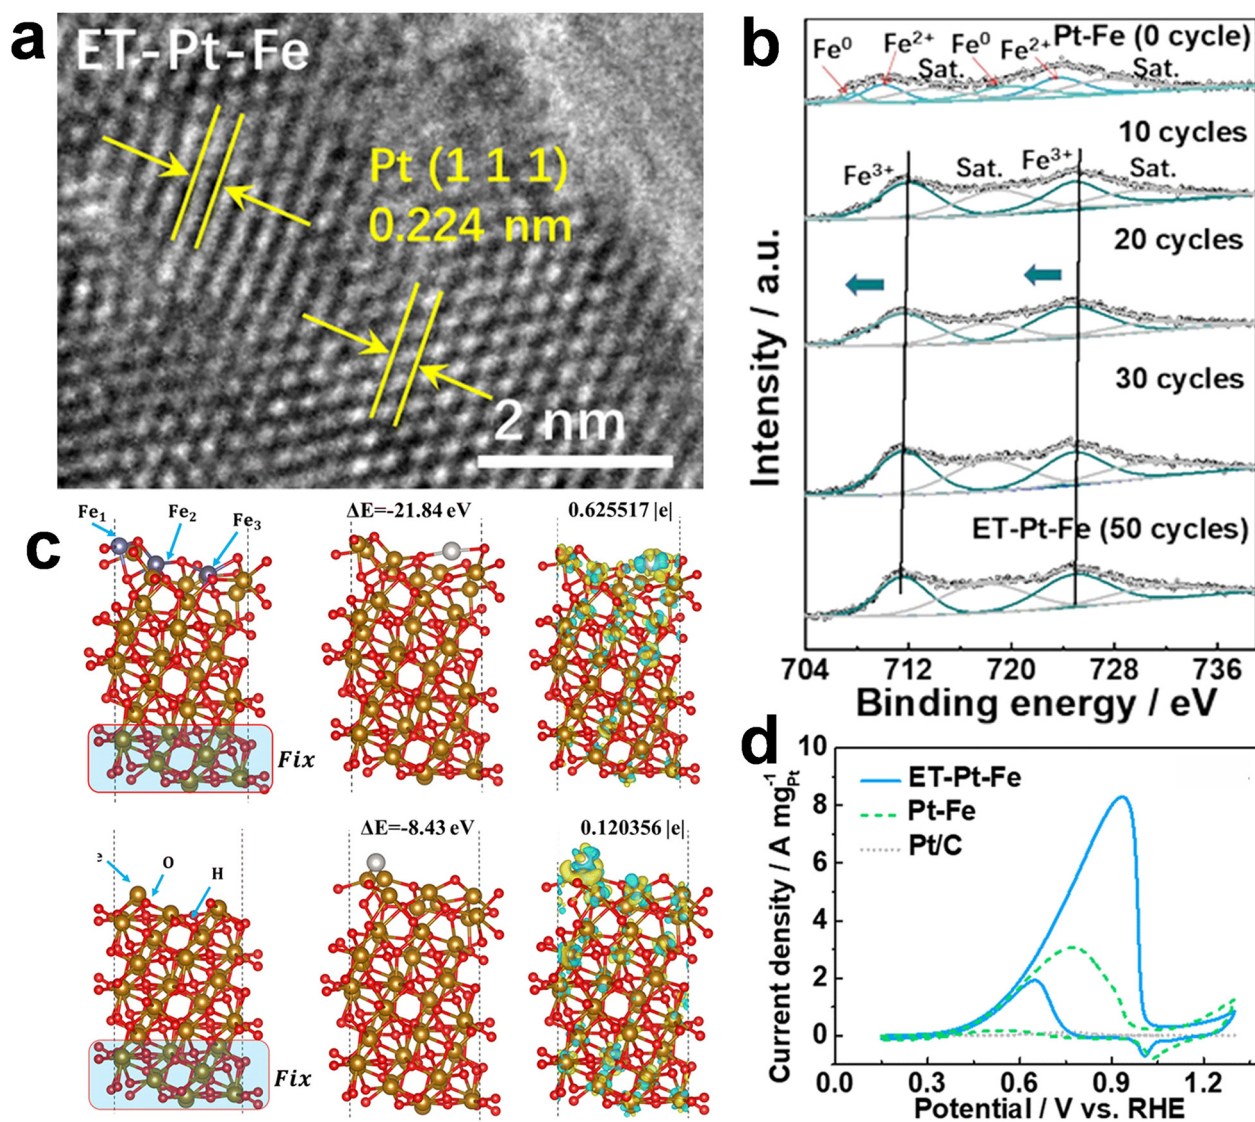 a
ET-Pt-Fe
Pt (1 1 1)
0.224 nm
2 nm
b
Fe⁰
Fe²⁺
Sat.
Fe⁰
Fe²⁺
Pt-Fe (0 cycle)
Sat.
10 cycles
Fe³⁺
Sat.
Fe³⁺
Sat.
20 cycles
30 cycles
ET-Pt-Fe (50 cycles)
Intensity / a.u.
704 712 720 728 736
Binding energy / eV
c
Fe₁
Fe₂
Fe₃
Fix
ΔE=-21.84 eV
0.625517 |e|
e
O
H
Fix
ΔE=-8.43 eV
0.120356 |e|
d
10
8
6
4
2
0
ET-Pt-Fe
Pt-Fe
Pt/C
Current density / A mg⁻¹Pt
0.0 0.3 0.6 0.9 1.2
Potential / V vs. RHE